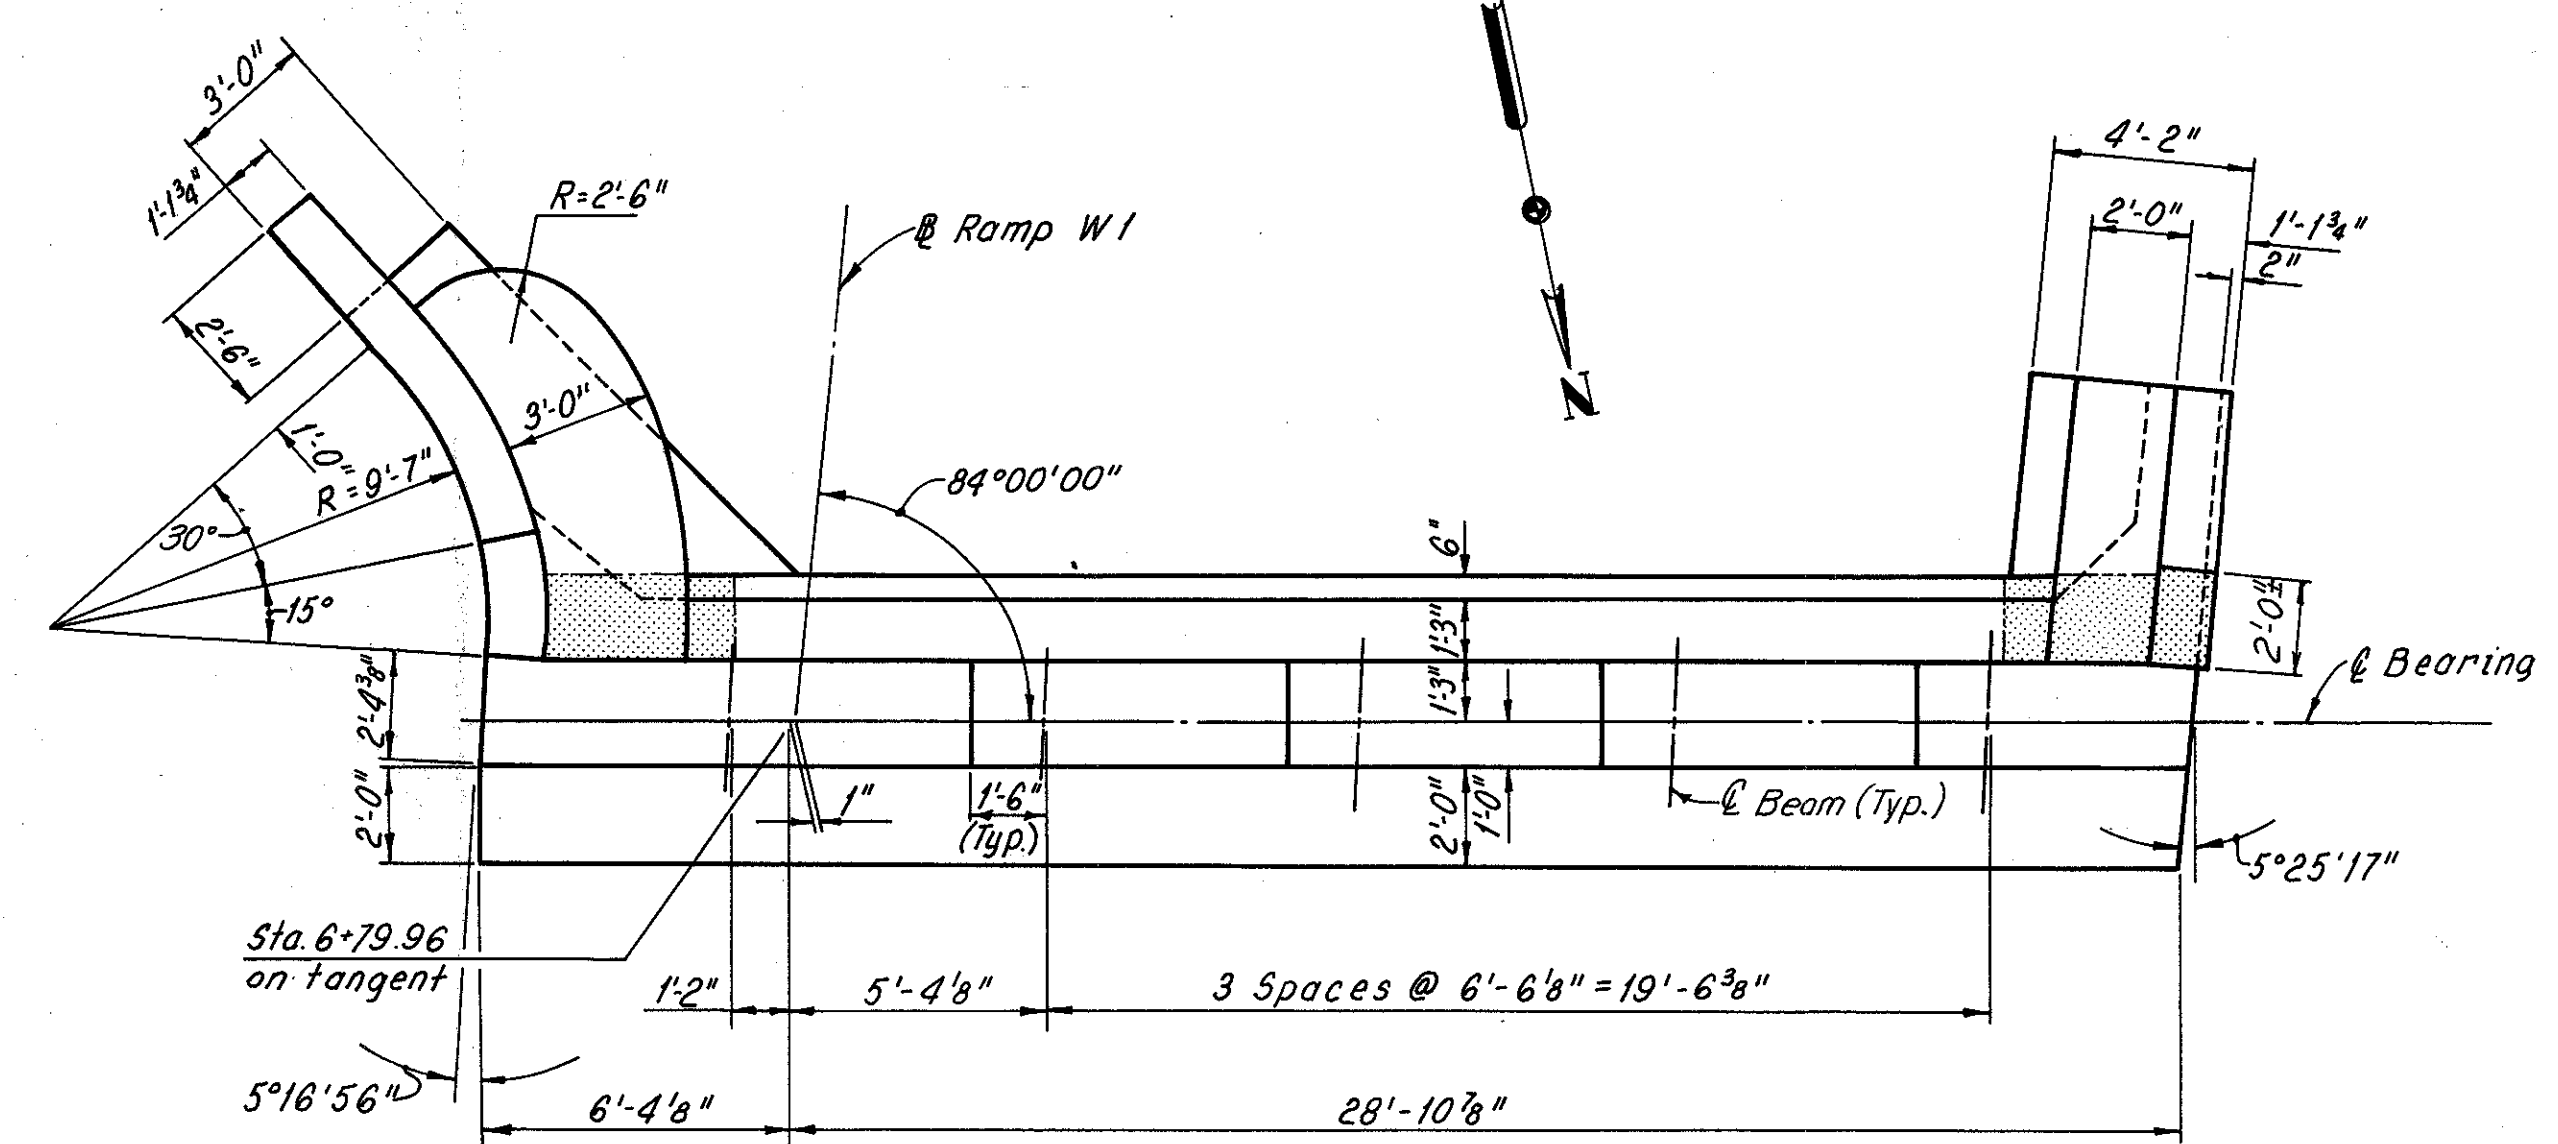 3'-0"
1'-1¾"
R=2'-6"
℄ Ramp W1
N
4'-2"
2'-0"
1'-1¾"
2"
2'-6"
1'-0"
R=9'-7"
3'-0"
30°
15°
84°00'00"
6"
1'-3"
1'-3"
2'-0"±
℄ Bearing
2'-4⅜"
2'-0"
1"
1'-6"
(Typ.)
2'-0"
1'-0"
℄ Beam (Typ.)
5°25'17"
Sta. 6+79.96
on tangent
1'-2"
5'-4⅛"
3 Spaces @ 6'-6⅛" = 19'-6⅜"
5°16'56"
6'-4⅛"
28'-10⅞"